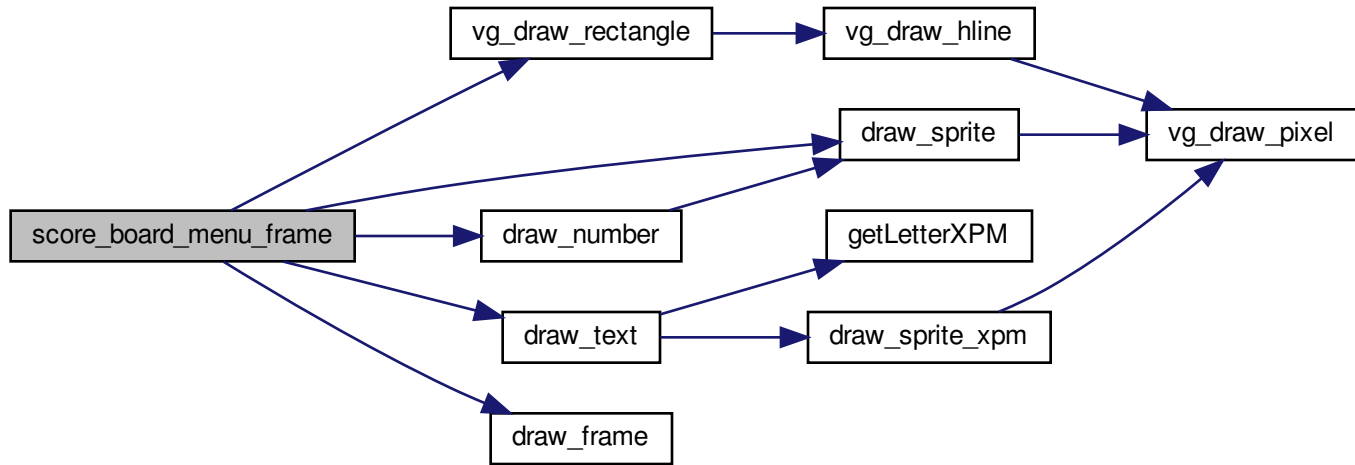 vg_draw_rectangle
vg_draw_hline
draw_sprite
vg_draw_pixel
score_board_menu_frame
draw_number
getLetterXPM
draw_text
draw_sprite_xpm
draw_frame